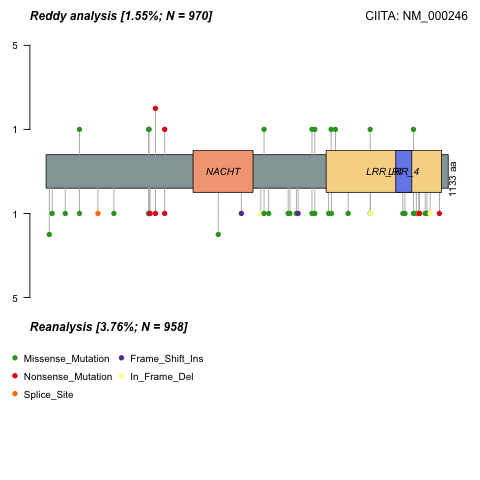 Reddy analysis [1.55%; N = 970]
CIITA: NM_000246
5
1
NACHT
LRR_4
1133 aa
1
5
Reanalysis [3.76%; N = 958]
Missense_Mutation
Frame_Shift_Ins
Nonsense_Mutation
In_Frame_Del
Splice_Site